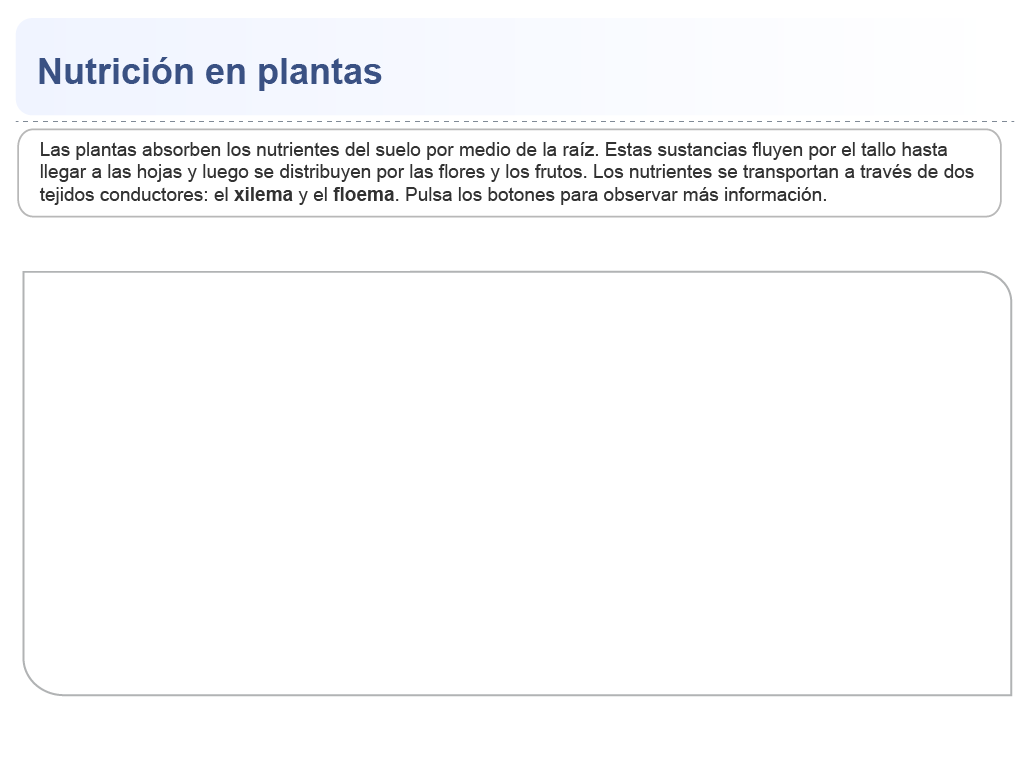 Nutrición en plantas
Las plantas absorben los nutrientes del suelo por medio de la raíz. Estas sustancias fluyen por el tallo hasta
llegar a las hojas y luego se distribuyen por las flores y los frutos. Los nutrientes se transportan a través de dos
tejidos conductores: el xilema y el floema. Pulsa los botones para observar más información.